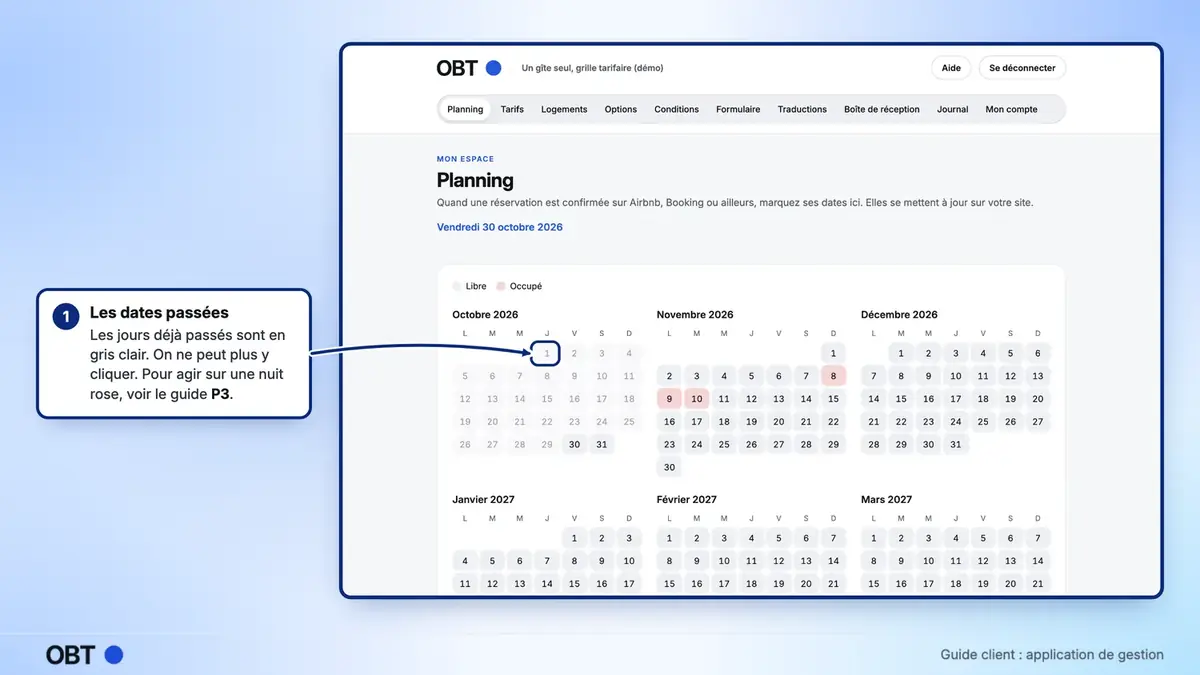 OBT
Un gîte seul, grille tarifaire (démo)
Aide
Se déconnecter
Planning Tarifs Logements Options Conditions Formulaire Traductions Boîte de réception Journal Mon compte
MON ESPACE
Planning
Quand une réservation est confirmée sur Airbnb, Booking ou ailleurs, marquez ses dates ici. Elles se mettent à jour sur votre site.
Vendredi 30 octobre 2026
Libre Occupé
Octobre 2026
L M M J V S D
1 2 3 4
5 6 7 8 9 10 11
12 13 14 15 16 17 18
19 20 21 22 23 24 25
26 27 28 29 30 31
Novembre 2026
L M M J V S D
1
2 3 4 5 6 7 8
9 10 11 12 13 14 15
16 17 18 19 20 21 22
23 24 25 26 27 28 29
30
Décembre 2026
L M M J V S D
1 2 3 4 5 6
7 8 9 10 11 12 13
14 15 16 17 18 19 20
21 22 23 24 25 26 27
28 29 30 31
Janvier 2027
L M M J V S D
1 2 3
4 5 6 7 8 9 10
11 12 13 14 15 16 17
Février 2027
L M M J V S D
1 2 3 4 5 6 7
8 9 10 11 12 13 14
15 16 17 18 19 20 21
Mars 2027
L M M J V S D
1 2 3 4 5 6 7
8 9 10 11 12 13 14
15 16 17 18 19 20 21
1 Les dates passées
Les jours déjà passés sont en
gris clair. On ne peut plus y
cliquer. Pour agir sur une nuit
rose, voir le guide P3.
OBT
Guide client : application de gestion